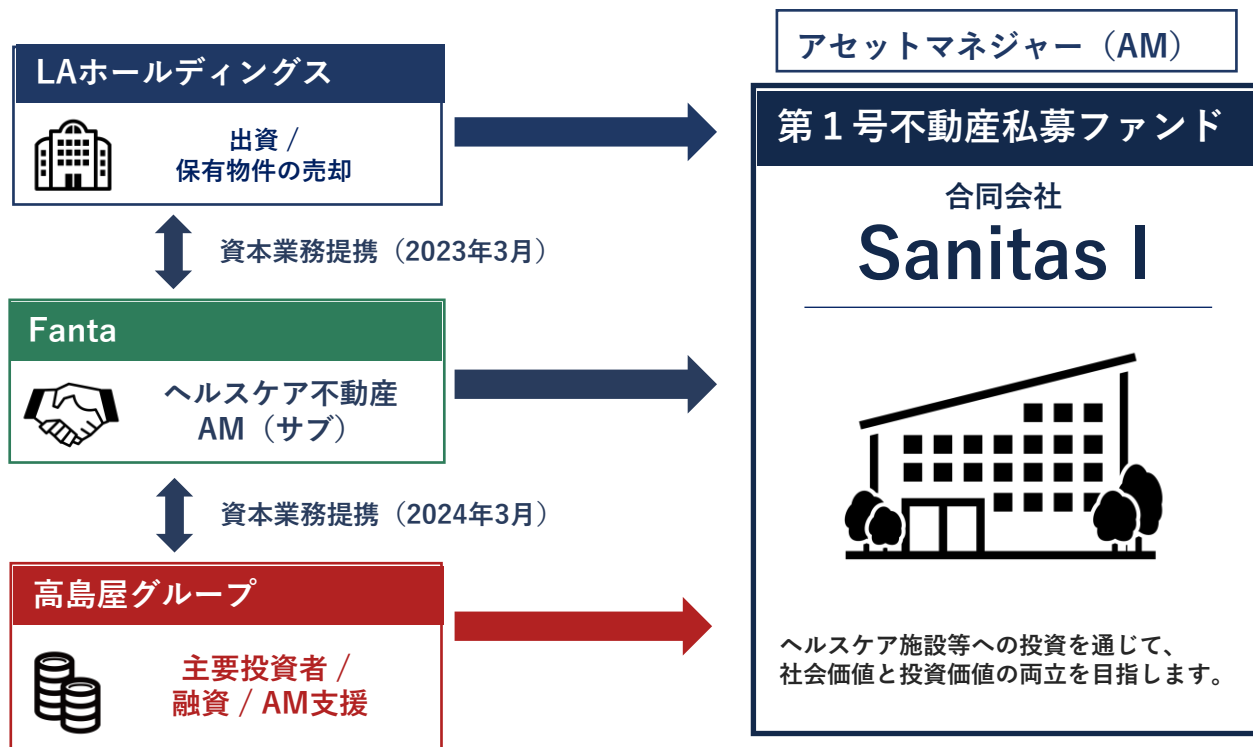 LAホールディングス
出資 /
保有物件の売却
資本業務提携（2023年3月）
Fanta
ヘルスケア不動産
AM（サブ）
資本業務提携（2024年3月）
高島屋グループ
主要投資者 /
融資 / AM支援
アセットマネジャー（AM）
第１号不動産私募ファンド
合同会社
Sanitas I
ヘルスケア施設等への投資を通じて、
社会価値と投資価値の両立を目指します。